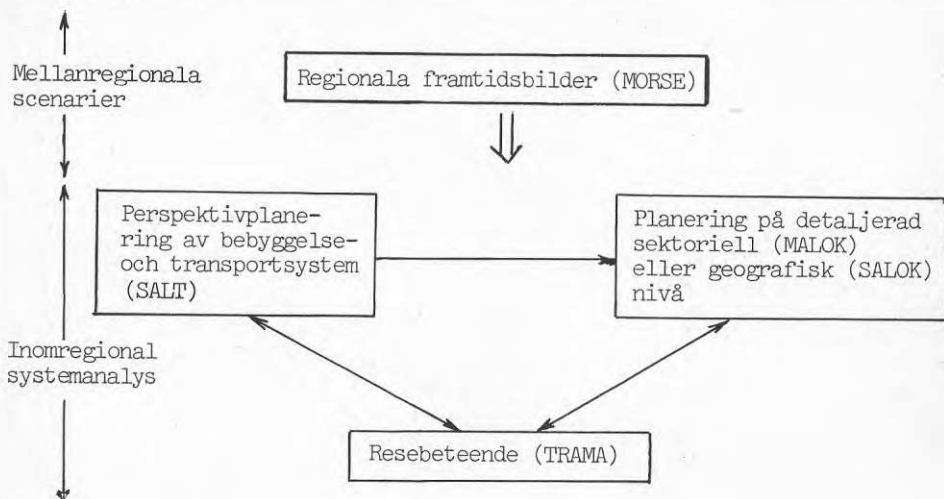 Mellanregionala
scenarier
Regionala framtidsbilder (MORSE)
Perspektivplane-
ring av bebyggelse-
och transportsystem
(SALT)
Planering på detaljerad
sektoriell (MALOK)
eller geografisk (SALOK)
nivå
Inomregional
systemanalys
Resebeteende (TRAMA)